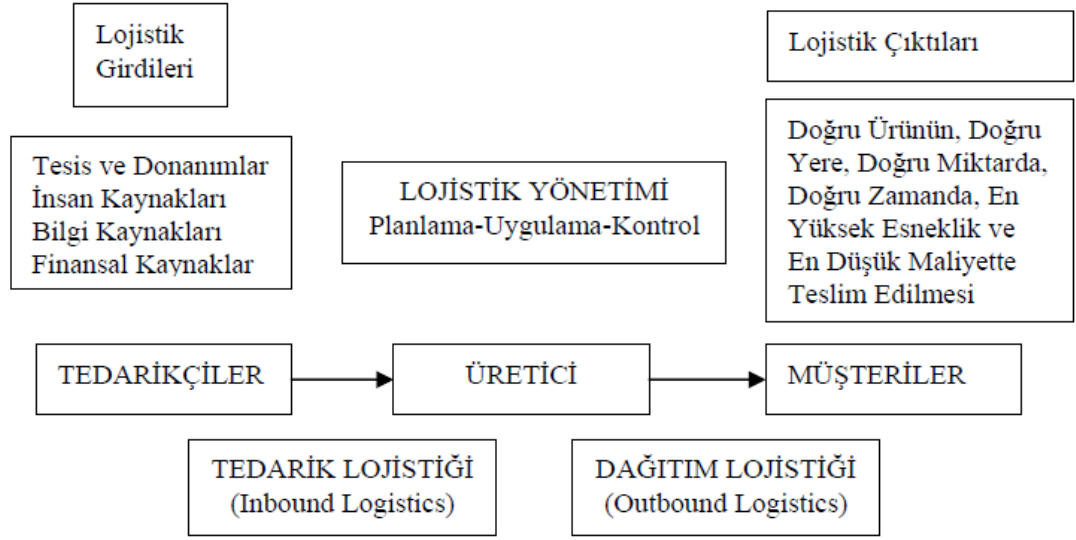 Lojistik
Girdileri
Lojistik Çıktıları
Tesis ve Donanımlar
İnsan Kaynakları
Bilgi Kaynakları
Finansal Kaynaklar
LOJİSTİK YÖNETİMİ
Planlama-Uygulama-Kontrol
Doğru Ürünün, Doğru
Yere, Doğru Miktarda,
Doğru Zamanda, En
Yüksek Esneklik ve
En Düşük Maliyette
Teslim Edilmesi
TEDARİKÇİLER
ÜRETİCİ
MÜŞTERİLER
TEDARİK LOJİSTİĞİ
(Inbound Logistics)
DAĞITIM LOJİSTİĞİ
(Outbound Logistics)